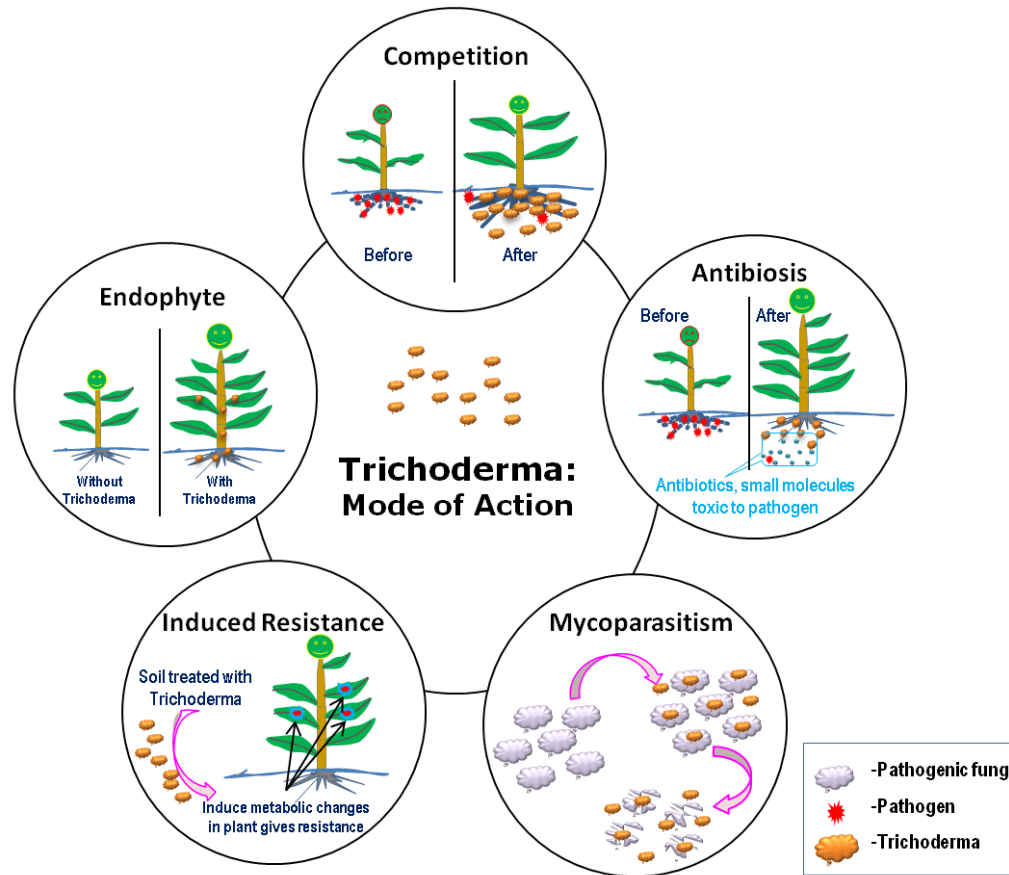 Competition
Before
After
Antibiosis
Before
After
Antibiotics, small molecules
toxic to pathogen
Endophyte
Without
Trichoderma
With
Trichoderma
Trichoderma:
Mode of Action
Induced Resistance
Soil treated with
Trichoderma
Induce metabolic changes
in plant gives resistance
Mycoparasitism
-Pathogenic fung
-Pathogen
-Trichoderma